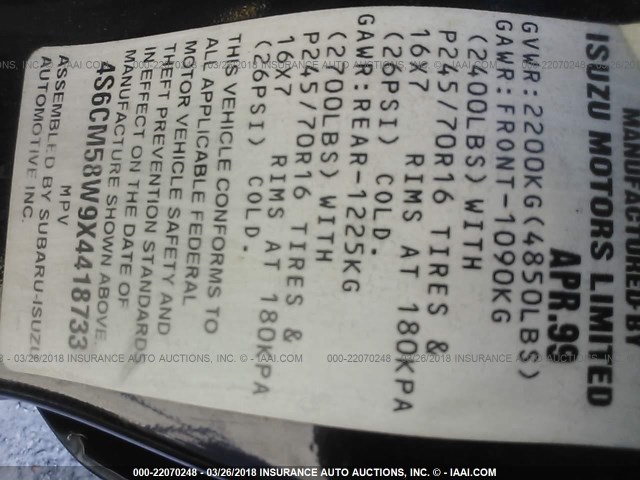 MANUFACTURED BY
ISUZU MOTORS LIMITED
APR.99
GVWR:2200KG(4850LBS)
GAWR:FRONT-1090KG
(2400LBS) WITH
P245/70R16 TIRES &
16X7 RIMS AT 180KPA
(26PSI) COLD.
GAWR:REAR-1225KG
(2700LBS) WITH
P245/70R16 TIRES &
16X7 RIMS AT 180KPA
(26PSI) COLD.
THIS VEHICLE CONFORMS TO
ALL APPLICABLE FEDERAL
MOTOR VEHICLE SAFETY AND
THEFT PREVENTION STANDARD
IN EFFECT ON THE DATE OF
MANUFACTURE SHOWN ABOVE.
4S6CM58W9X4418733
MPV
ASSEMBLED BY SUBARU-ISUZU
AUTOMOTIVE INC.
000-22070248 - 03/26/2018 INSURANCE AUTO AUCTIONS, INC. © - IAAI.COM